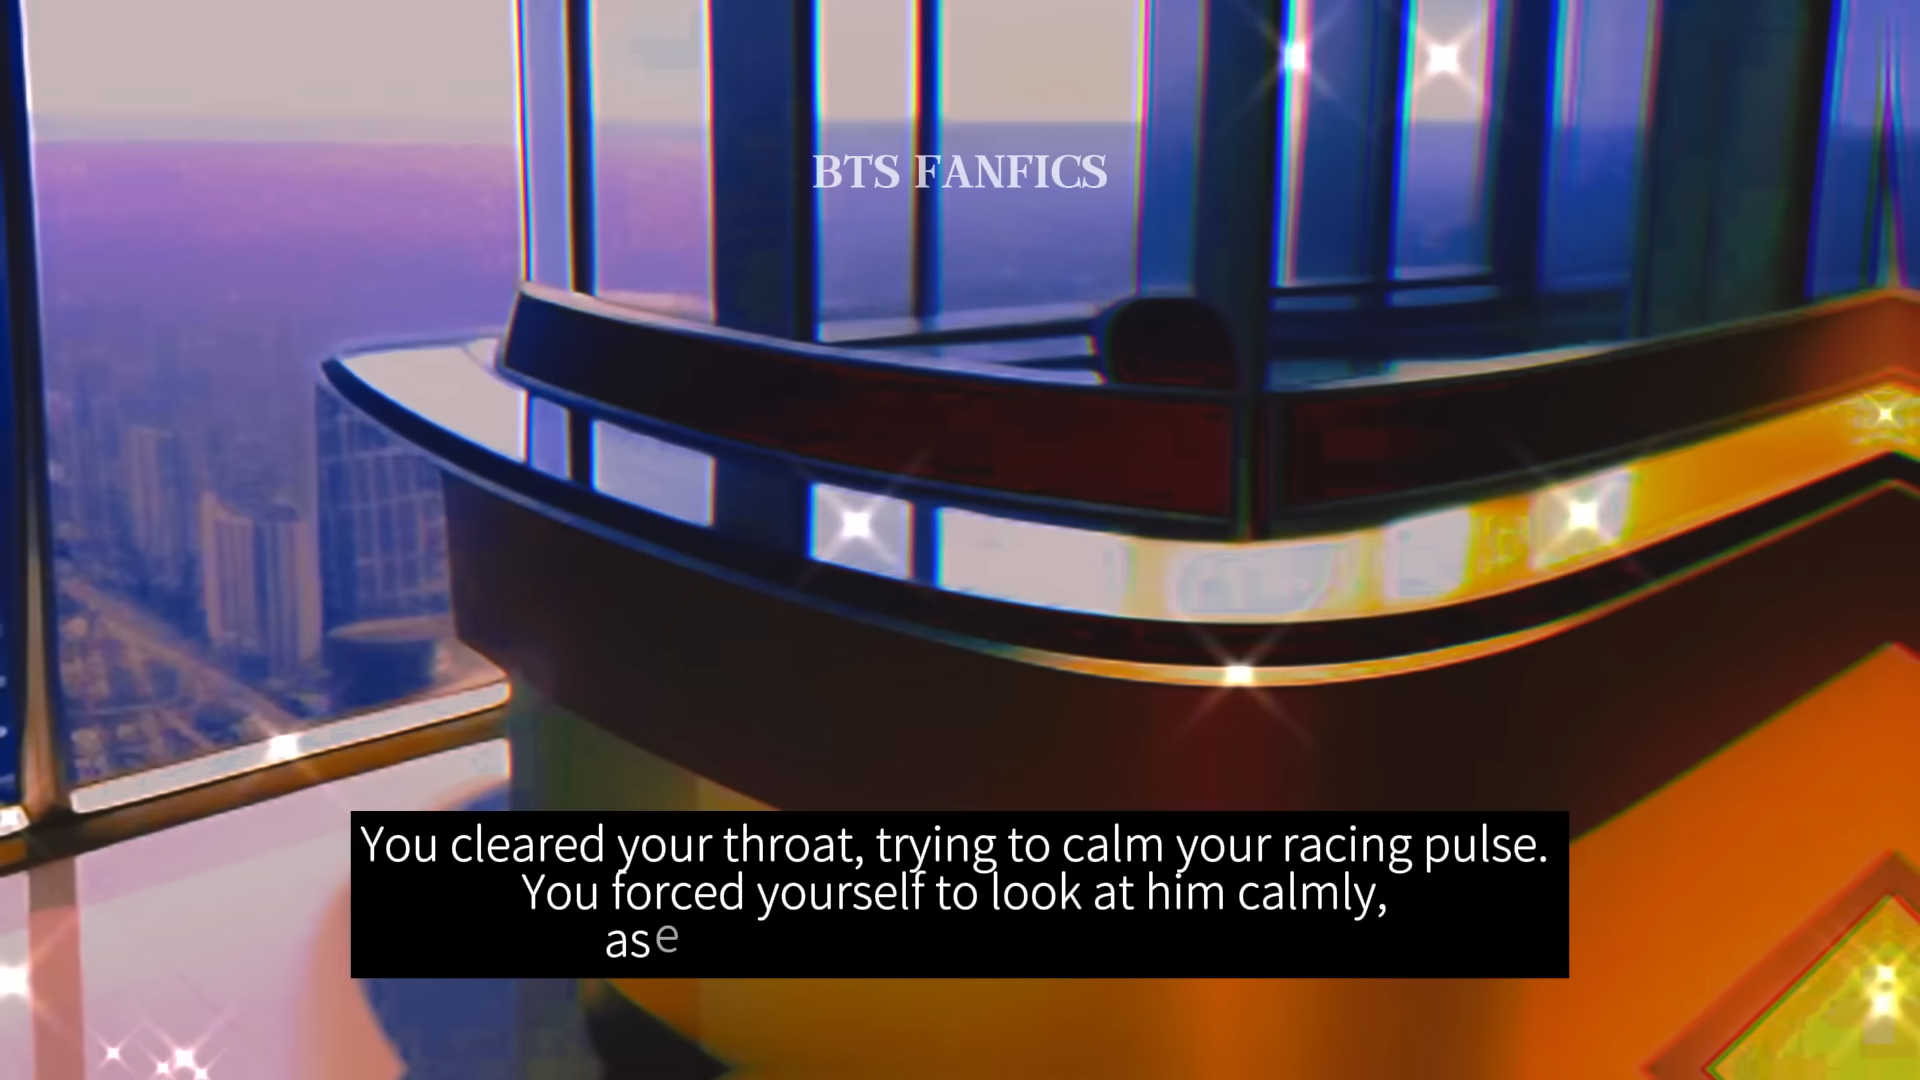 BTS FANFICS
You cleared your throat, trying to calm your racing pulse.
You forced yourself to look at him calmly,
ase